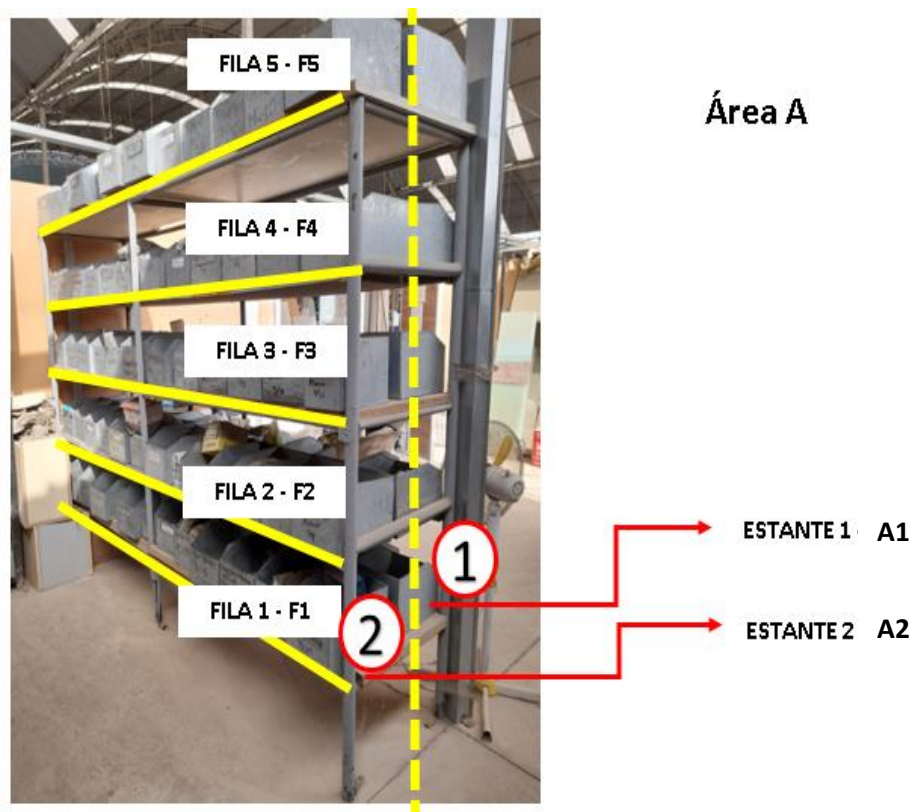 FILA 5 - F5
Área A
FILA 4 - F4
FILA 3 - F3
FILA 2 - F2
1
ESTANTE 1 A1
FILA 1 - F1
2
ESTANTE 2 A2